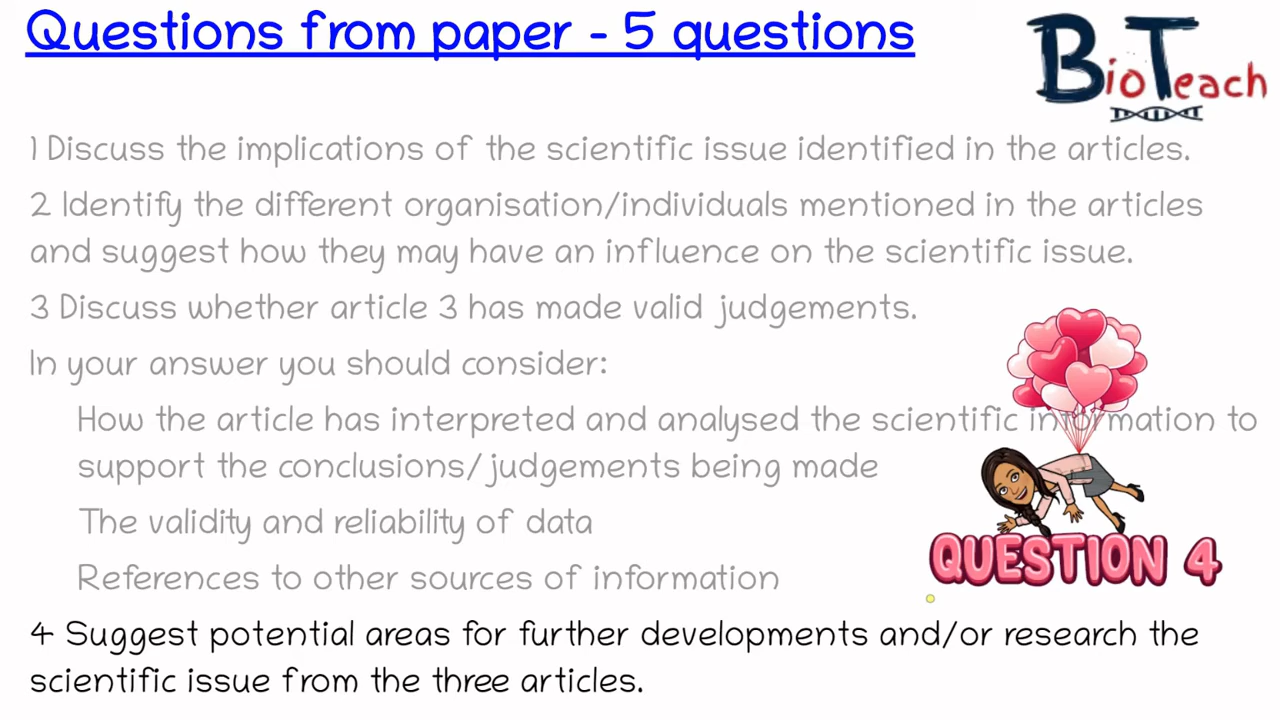 Questions from paper - 5 questions
BioTeach
1 Discuss the implications of the scientific issue identified in the articles.
2 Identify the different organisation/individuals mentioned in the articles
and suggest how they may have an influence on the scientific issue.
3 Discuss whether article 3 has made valid judgements.
In your answer you should consider:
How the article has interpreted and analysed the scientific information to
support the conclusions/judgements being made
The validity and reliability of data
References to other sources of information
QUESTION 4
4 Suggest potential areas for further developments and/or research the
scientific issue from the three articles.